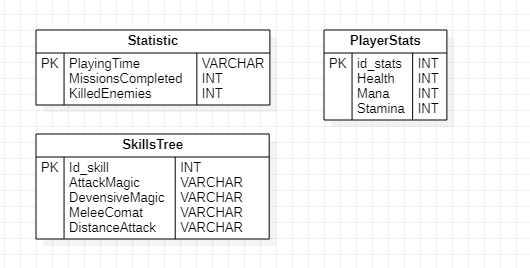 Statistic
PK PlayingTime VARCHAR
MissionsCompleted INT
KilledEnemies INT
PlayerStats
PK id_stats INT
Health INT
Mana INT
Stamina INT
SkillsTree
PK Id_skill INT
AttackMagic VARCHAR
DevensiveMagic VARCHAR
MeleeComat VARCHAR
DistanceAttack VARCHAR